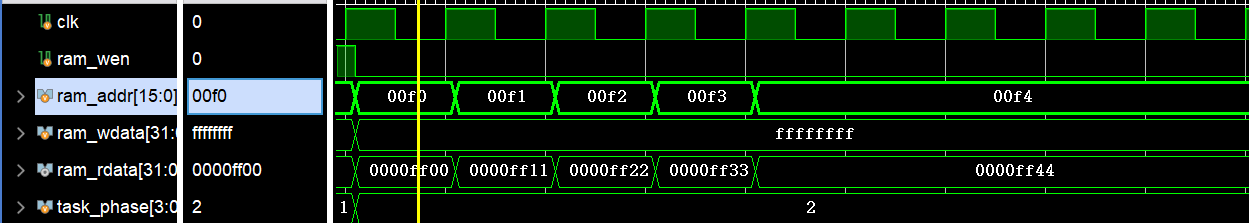 clk 0
ram_wen 0
ram_addr[15:0] 00f0 00f0 00f1 00f2 00f3 00f4
ram_wdata[31:0 ffffffff ffffffff
ram_rdata[31:0 0000ff00 0000ff00 0000ff11 0000ff22 0000ff33 0000ff44
task_phase[3:0 2 1 2